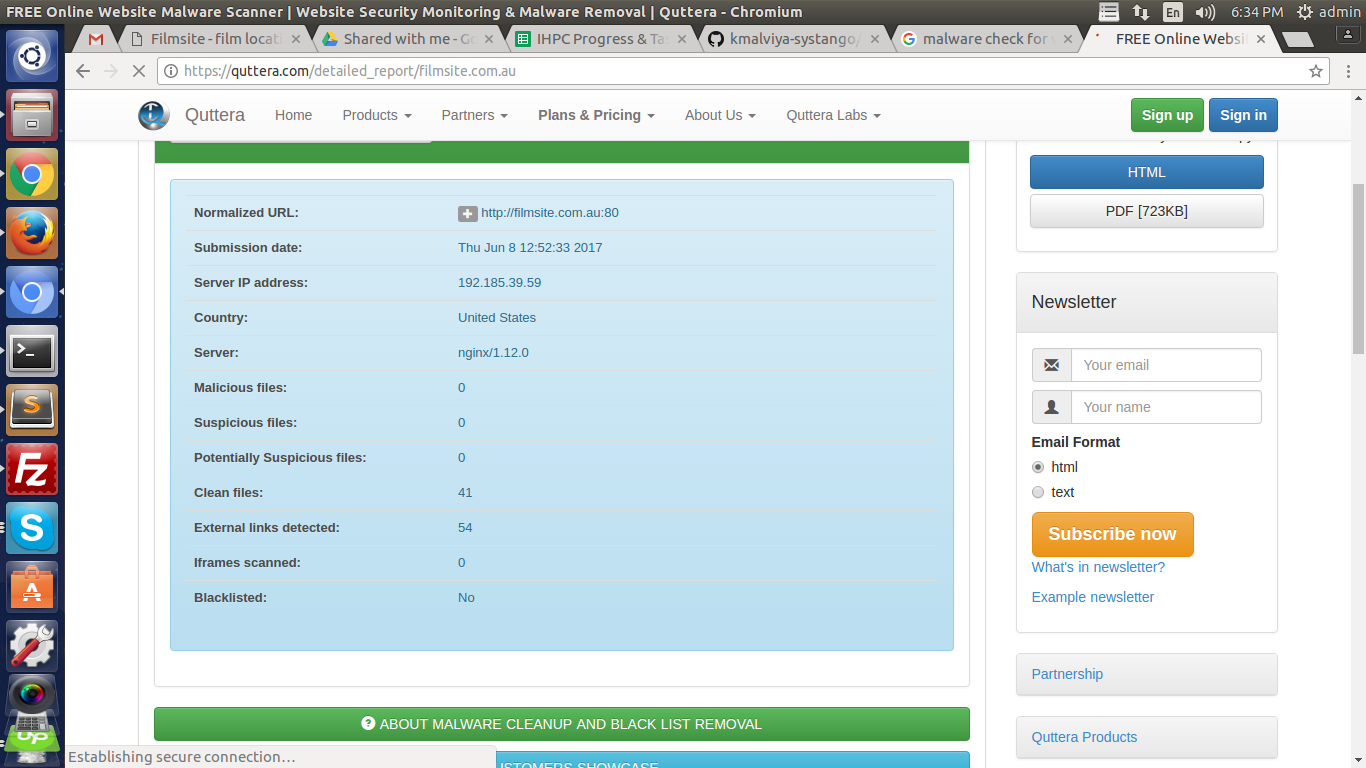 FREE Online Website Malware Scanner | Website Security Monitoring & Malware Removal | Quttera - Chromium
En 6:34 PM admin
Filmsite - film locat
Shared with me - Go
IHPC Progress & Ta
kmalviya-systango/
malware check for
FREE Online Websi
https://quttera.com/detailed_report/filmsite.com.au
Quttera Home Products Partners Plans & Pricing About Us Quttera Labs Sign up Sign in
HTML
PDF [723KB]
Normalized URL: http://filmsite.com.au:80
Submission date: Thu Jun 8 12:52:33 2017
Server IP address: 192.185.39.59
Country: United States
Server: nginx/1.12.0
Malicious files: 0
Suspicious files: 0
Potentially Suspicious files: 0
Clean files: 41
External links detected: 54
Iframes scanned: 0
Blacklisted: No
ABOUT MALWARE CLEANUP AND BLACK LIST REMOVAL
Newsletter
Your email
Your name
Email Format
html
text
Subscribe now
What's in newsletter?
Example newsletter
Partnership
Quttera Products
Establishing secure connection…